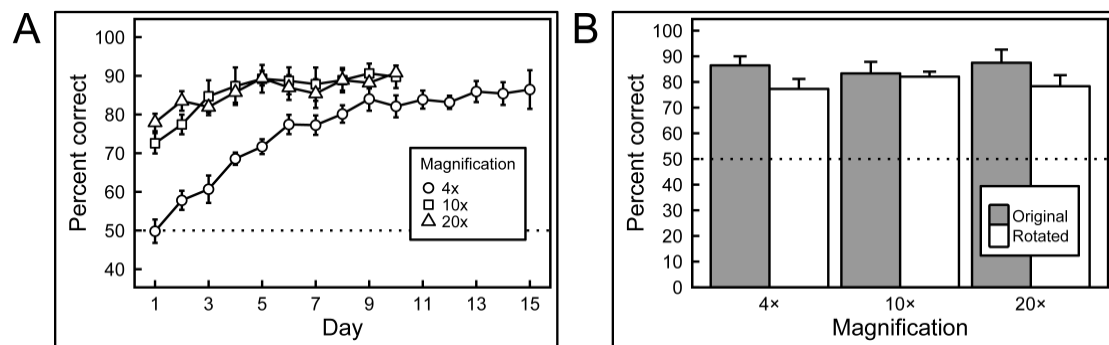 A
Percent correct
100
90
80
70
60
50
40
1 3 5 7 9 11 13 15
Day
Magnification
4x
10x
20x
B
Percent correct
100
90
80
70
60
50
40
30
20
10
0
4× 10× 20×
Magnification
Original
Rotated